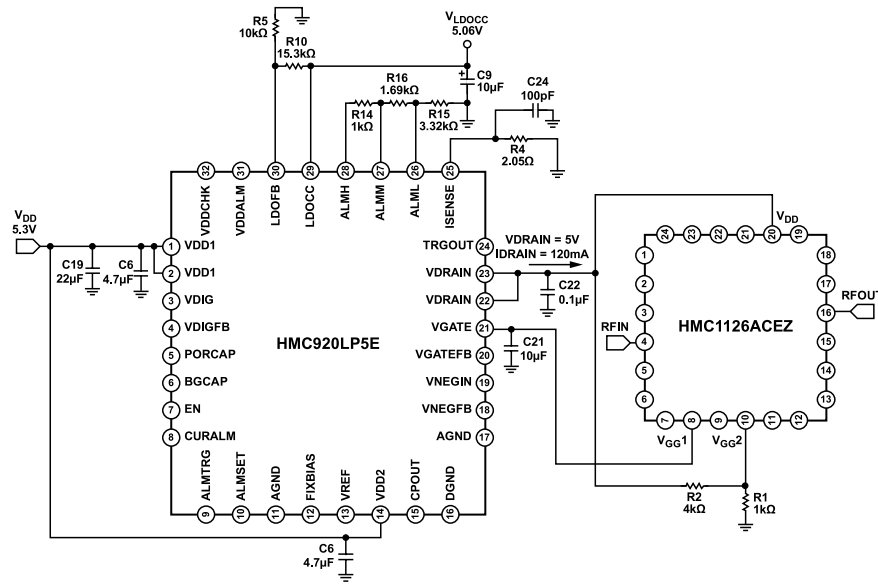 R5
10kΩ
R10
15.3kΩ
VLDOCC
5.06V
C9
10µF
R16
1.69kΩ
R14
1kΩ
R15
3.32kΩ
C24
100pF
R4
2.05Ω
32
31
30
29
28
27
26
25
VDDCHK
VDDALM
LDOFB
LDOCC
ALMH
ALMM
ALML
ISENSE
VDD
5.3V
C19
22µF
C6
4.7µF
1 VDD1
2 VDD1
3 VDIG
4 VDIGFB
5 PORCAP
6 BGCAP
7 EN
8 CURALM
HMC920LP5E
TRGOUT 24
VDRAIN 23
VDRAIN 22
VGATE 21
VGATEFB 20
VNEGIN 19
VNEGFB 18
AGND 17
ALMTRG
ALMSET
AGND
FIXBIAS
VREF
VDD2
CPOUT
DGND
9
10
11
12
13
14
15
16
C6
4.7µF
VDRAIN = 5V
IDRAIN = 120mA
C22
0.1µF
C21
10µF
VDD
24
23
22
21
20
19
1
2
3
4
5
6
RFIN
HMC1126ACEZ
18
17
16
15
14
13
RFOUT
7
8
9
10
11
12
VGG1
VGG2
R2
4kΩ
R1
1kΩ